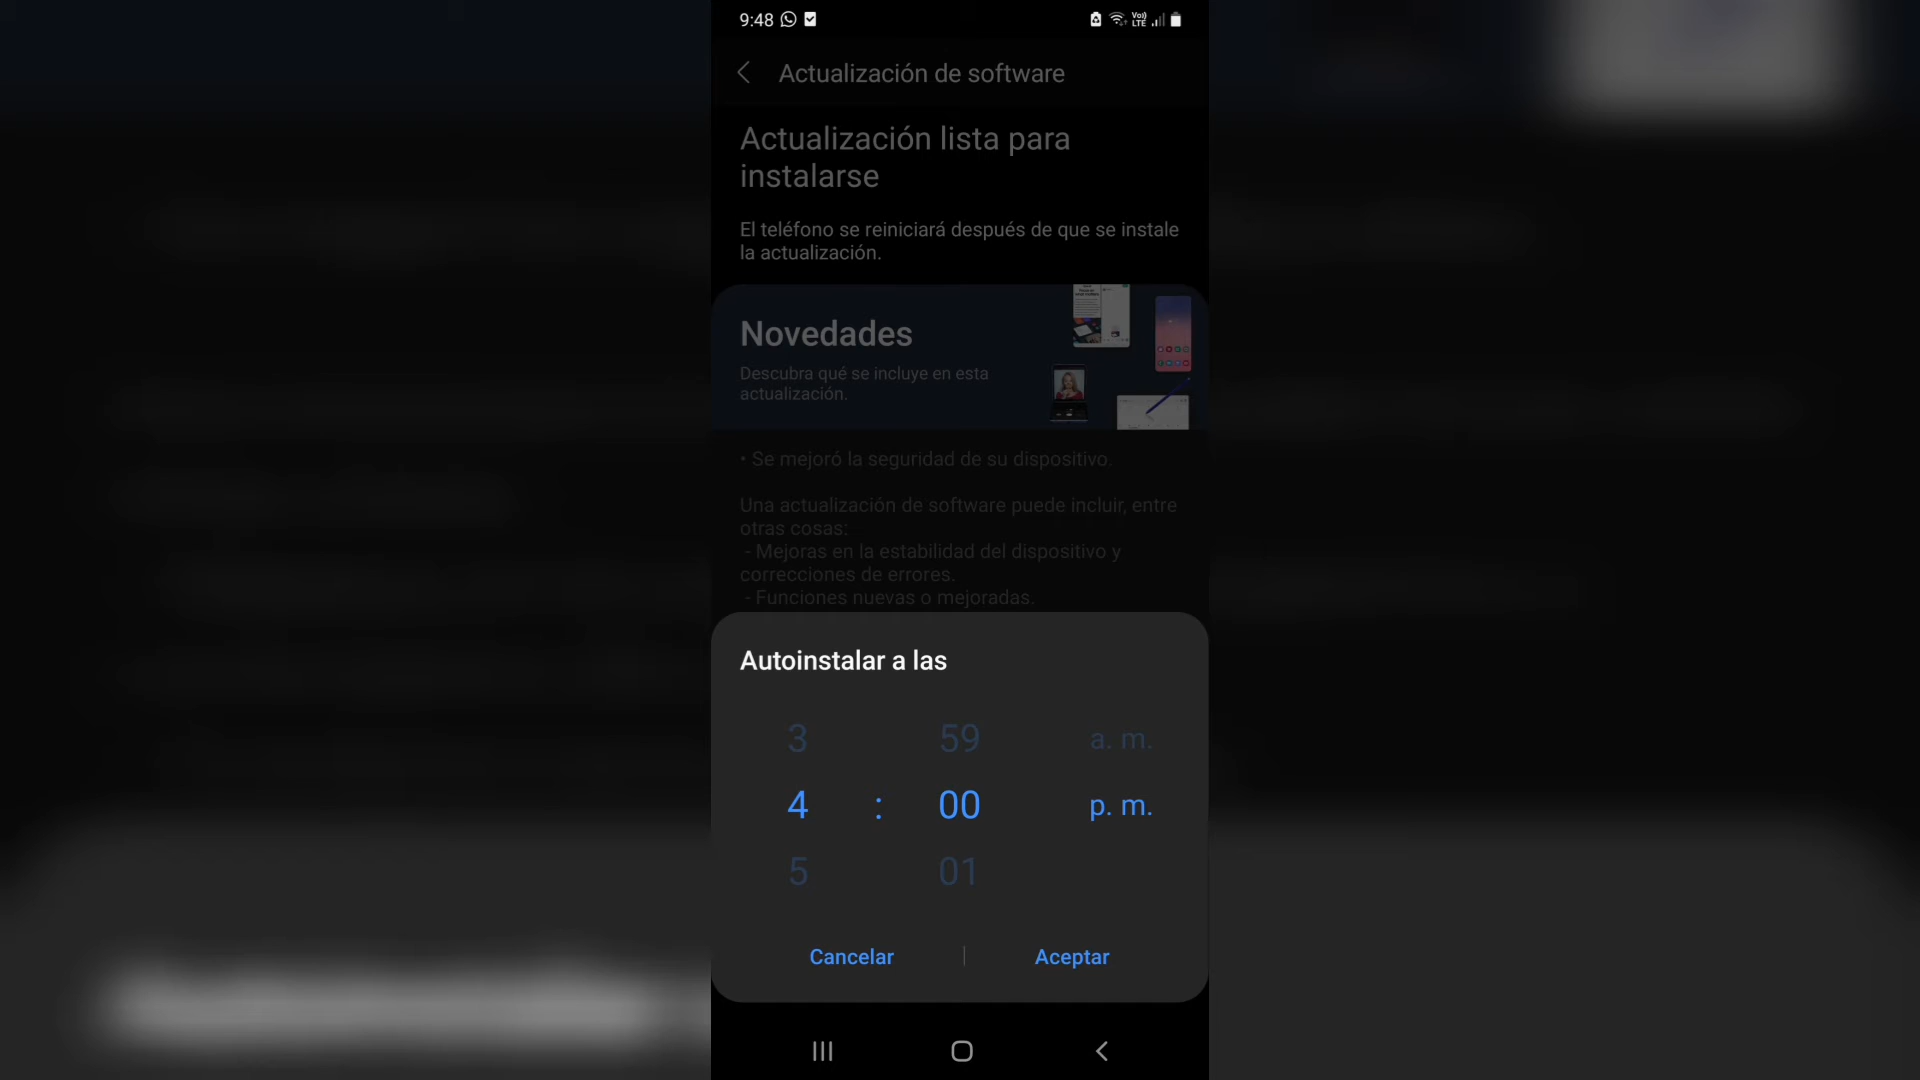 9:48
Vo))
LTE
Actualización de software
Actualización lista para
instalarse
El teléfono se reiniciará después de que se instale
la actualización.
Novedades
Descubra qué se incluye en esta
actualización.
• Se mejoró la seguridad de su dispositivo.
Una actualización de software puede incluir, entre
otras cosas:
- Mejoras en la estabilidad del dispositivo y
correcciones de errores.
- Funciones nuevas o mejoradas.
Autoinstalar a las
3 59 a. m.
4 : 00 p. m.
5 01
Cancelar | Aceptar